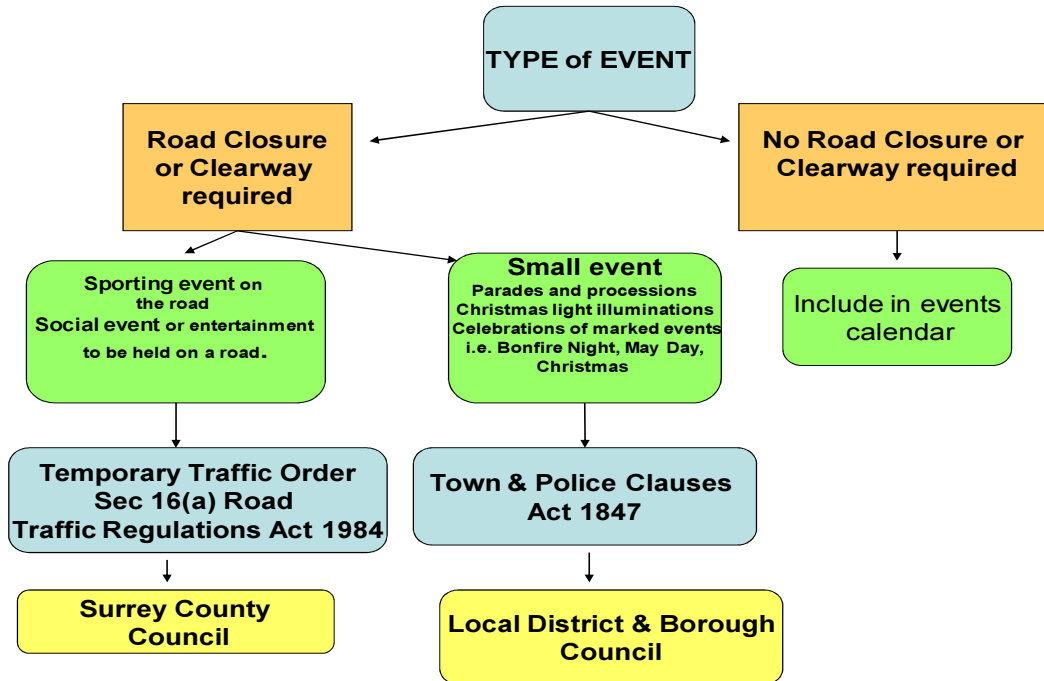 TYPE of EVENT
Road Closure
or Clearway
required
No Road Closure or
Clearway required
Sporting event on
the road
Social event or entertainment
to be held on a road.
Small event
Parades and processions
Christmas light illuminations
Celebrations of marked events
i.e. Bonfire Night, May Day,
Christmas
Include in events
calendar
Temporary Traffic Order
Sec 16(a) Road
Traffic Regulations Act 1984
Town & Police Clauses
Act 1847
Surrey County
Council
Local District & Borough
Council